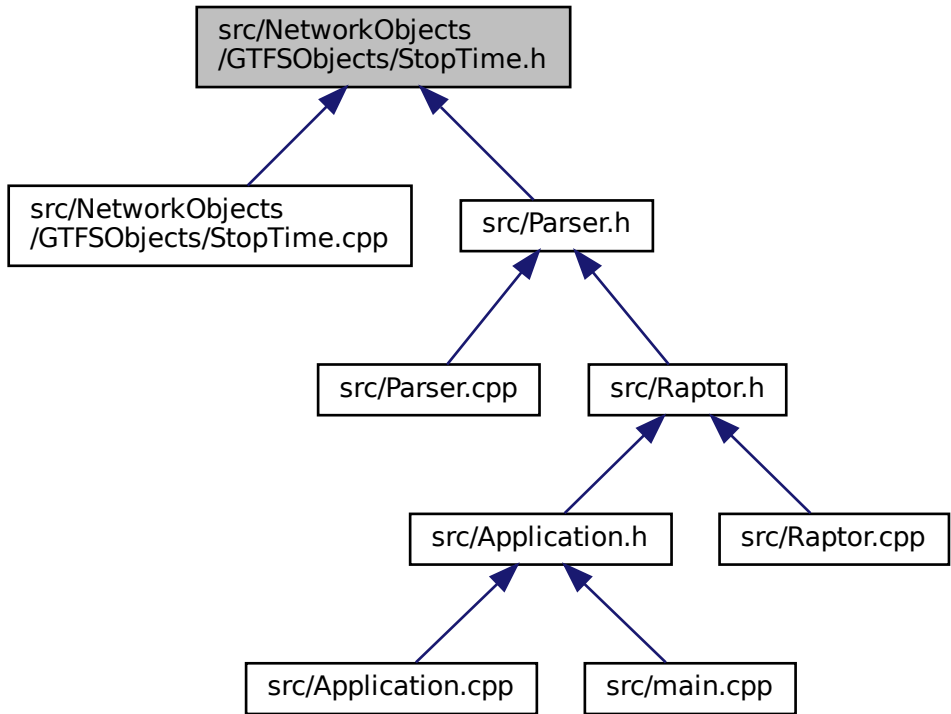 src/NetworkObjects
/GTFSObjects/StopTime.h
src/NetworkObjects
/GTFSObjects/StopTime.cpp
src/Parser.h
src/Parser.cpp
src/Raptor.h
src/Application.h
src/Raptor.cpp
src/Application.cpp
src/main.cpp